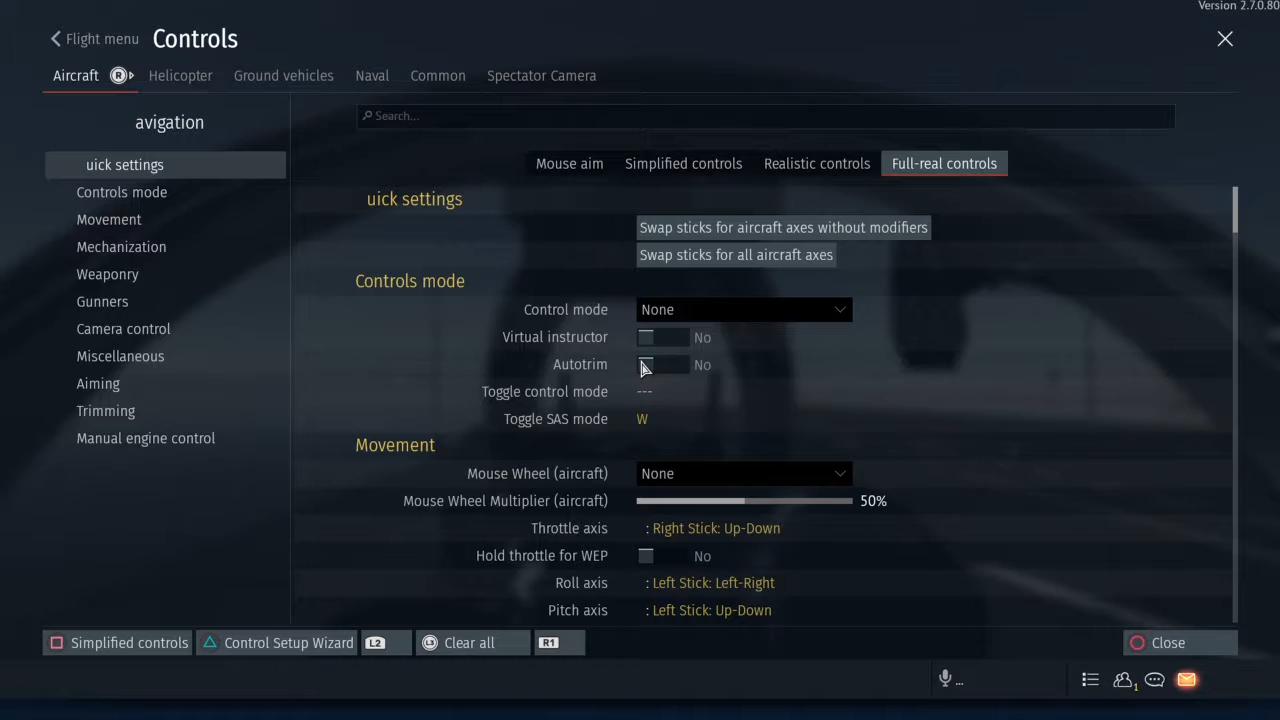 Version 2.7.0.80
Flight menu Controls
Aircraft R Helicopter Ground vehicles Naval Common Spectator Camera
avigation
Search...
uick settings
Controls mode
Movement
Mechanization
Weaponry
Gunners
Camera control
Miscellaneous
Aiming
Trimming
Manual engine control
Mouse aim Simplified controls Realistic controls Full-real controls
uick settings
Swap sticks for aircraft axes without modifiers
Swap sticks for all aircraft axes
Controls mode
Control mode None
Virtual instructor No
Autotrim No
Toggle control mode ---
Toggle SAS mode W
Movement
Mouse Wheel (aircraft) None
Mouse Wheel Multiplier (aircraft) 50%
Throttle axis : Right Stick: Up-Down
Hold throttle for WEP No
Roll axis : Left Stick: Left-Right
Pitch axis : Left Stick: Up-Down
Simplified controls Control Setup Wizard L2 L3 Clear all R1 Close
... 1